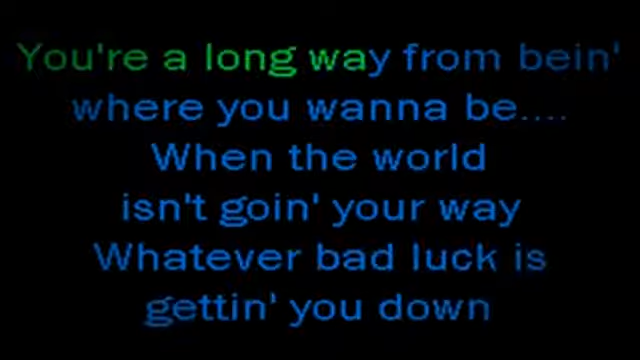 You're a long way from bein'
where you wanna be....
When the world
isn't goin' your way
Whatever bad luck is
gettin' you down